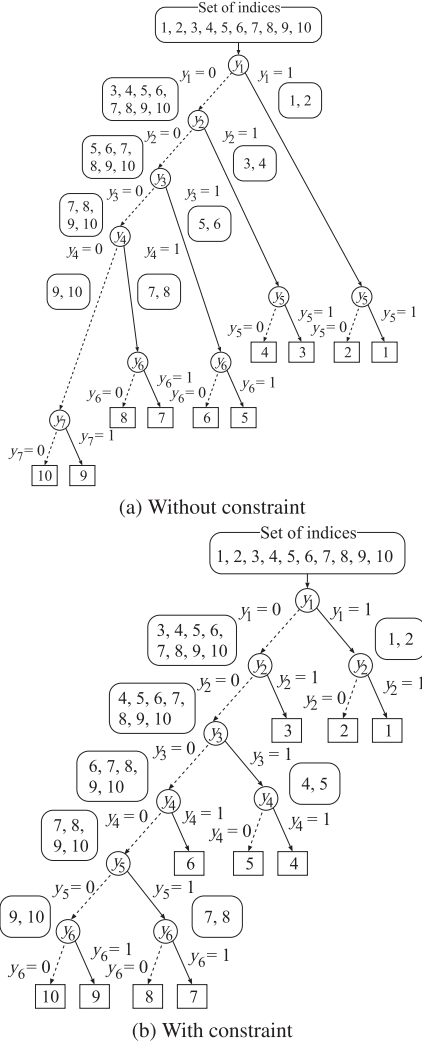 Set of indices
1, 2, 3, 4, 5, 6, 7, 8, 9, 10
y1 = 0 y1 y1 = 1
3, 4, 5, 6,
7, 8, 9, 10
1, 2
y2 = 0 y2 y2 = 1
5, 6, 7,
8, 9, 10
3, 4
y3 = 0 y3 y3 = 1
7, 8,
9, 10
5, 6
y4 = 0 y4 y4 = 1
9, 10 7, 8
y5 y5
y5 = 0 y5 = 1 y5 = 0 y5 = 1
4 3 2 1
y6 y6
y6 = 0 y6 = 1 y6 = 0 y6 = 1
8 7 6 5
y7
y7 = 0 y7 = 1
10 9
(a) Without constraint
Set of indices
1, 2, 3, 4, 5, 6, 7, 8, 9, 10
y1 = 0 y1 y1 = 1
3, 4, 5, 6,
7, 8, 9, 10
1, 2
y2 y2
y2 = 0 y2 = 1 y2 = 0 y2 = 1
4, 5, 6, 7,
8, 9, 10
3 2 1
y3
y3 = 0 y3 = 1
6, 7, 8,
9, 10
4, 5
y4 y4
y4 = 0 y4 = 1 y4 = 0 y4 = 1
7, 8,
9, 10
6 5 4
y5
y5 = 0 y5 = 1
9, 10 7, 8
y6 y6
y6 = 0 y6 = 1 y6 = 0 y6 = 1
10 9 8 7
(b) With constraint